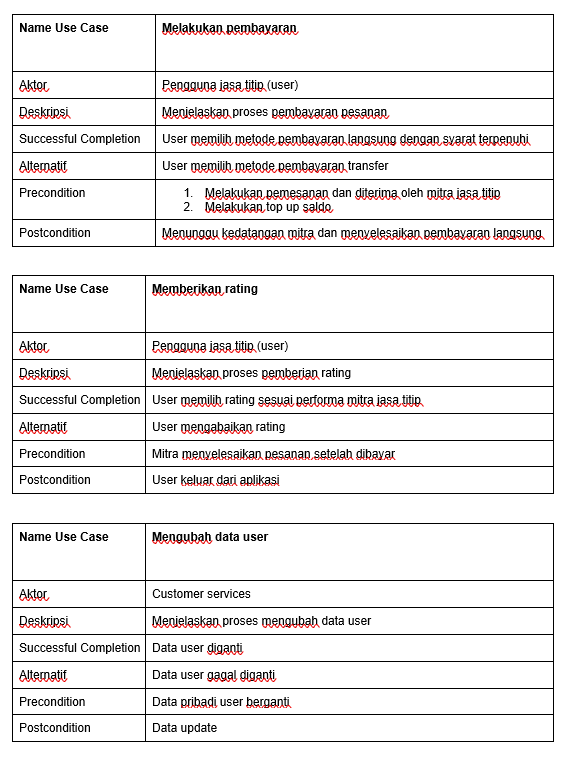 Name Use Case Melakukan pembayaran
Aktor Pengguna jasa titip (user)
Deskripsi Menjelaskan proses pembayaran pesanan
Successful Completion User memilih metode pembayaran langsung dengan syarat terpenuhi
Alternatif User memilih metode pembayaran transfer
Precondition 1. Melakukan pemesanan dan diterima oleh mitra jasa titip
2. Melakukan top up saldo
Postcondition Menunggu kedatangan mitra dan menyelesaikan pembayaran langsung
Name Use Case Memberikan rating
Aktor Pengguna jasa titip (user)
Deskripsi Menjelaskan proses pemberian rating
Successful Completion User memilih rating sesuai performa mitra jasa titip
Alternatif User mengabaikan rating
Precondition Mitra menyelesaikan pesanan setelah dibayar
Postcondition User keluar dari aplikasi
Name Use Case Mengubah data user
Aktor Customer services
Deskripsi Menjelaskan proses mengubah data user
Successful Completion Data user diganti
Alternatif Data user gagal diganti
Precondition Data pribadi user berganti
Postcondition Data update